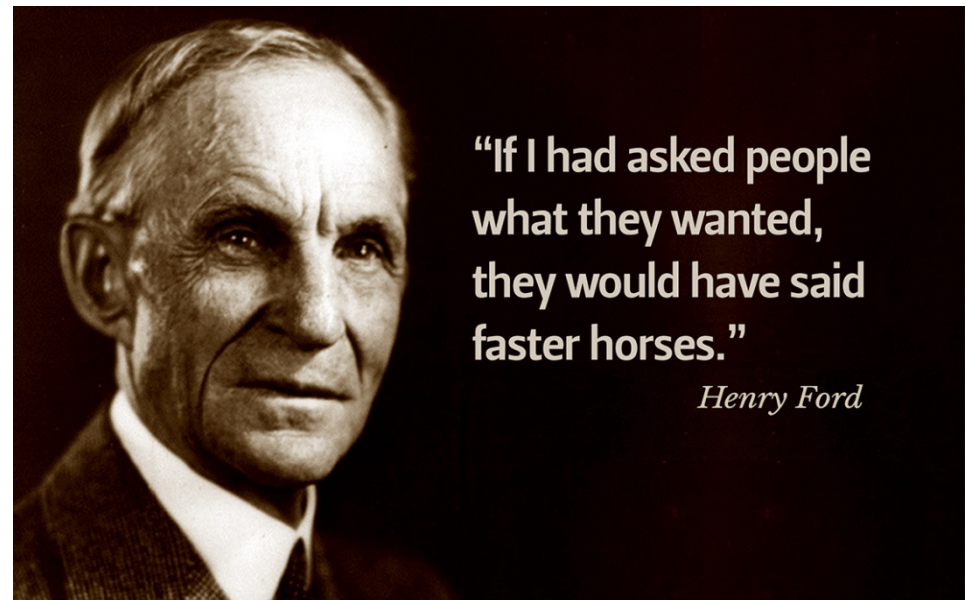 “If I had asked people
what they wanted,
they would have said
faster horses.”
Henry Ford